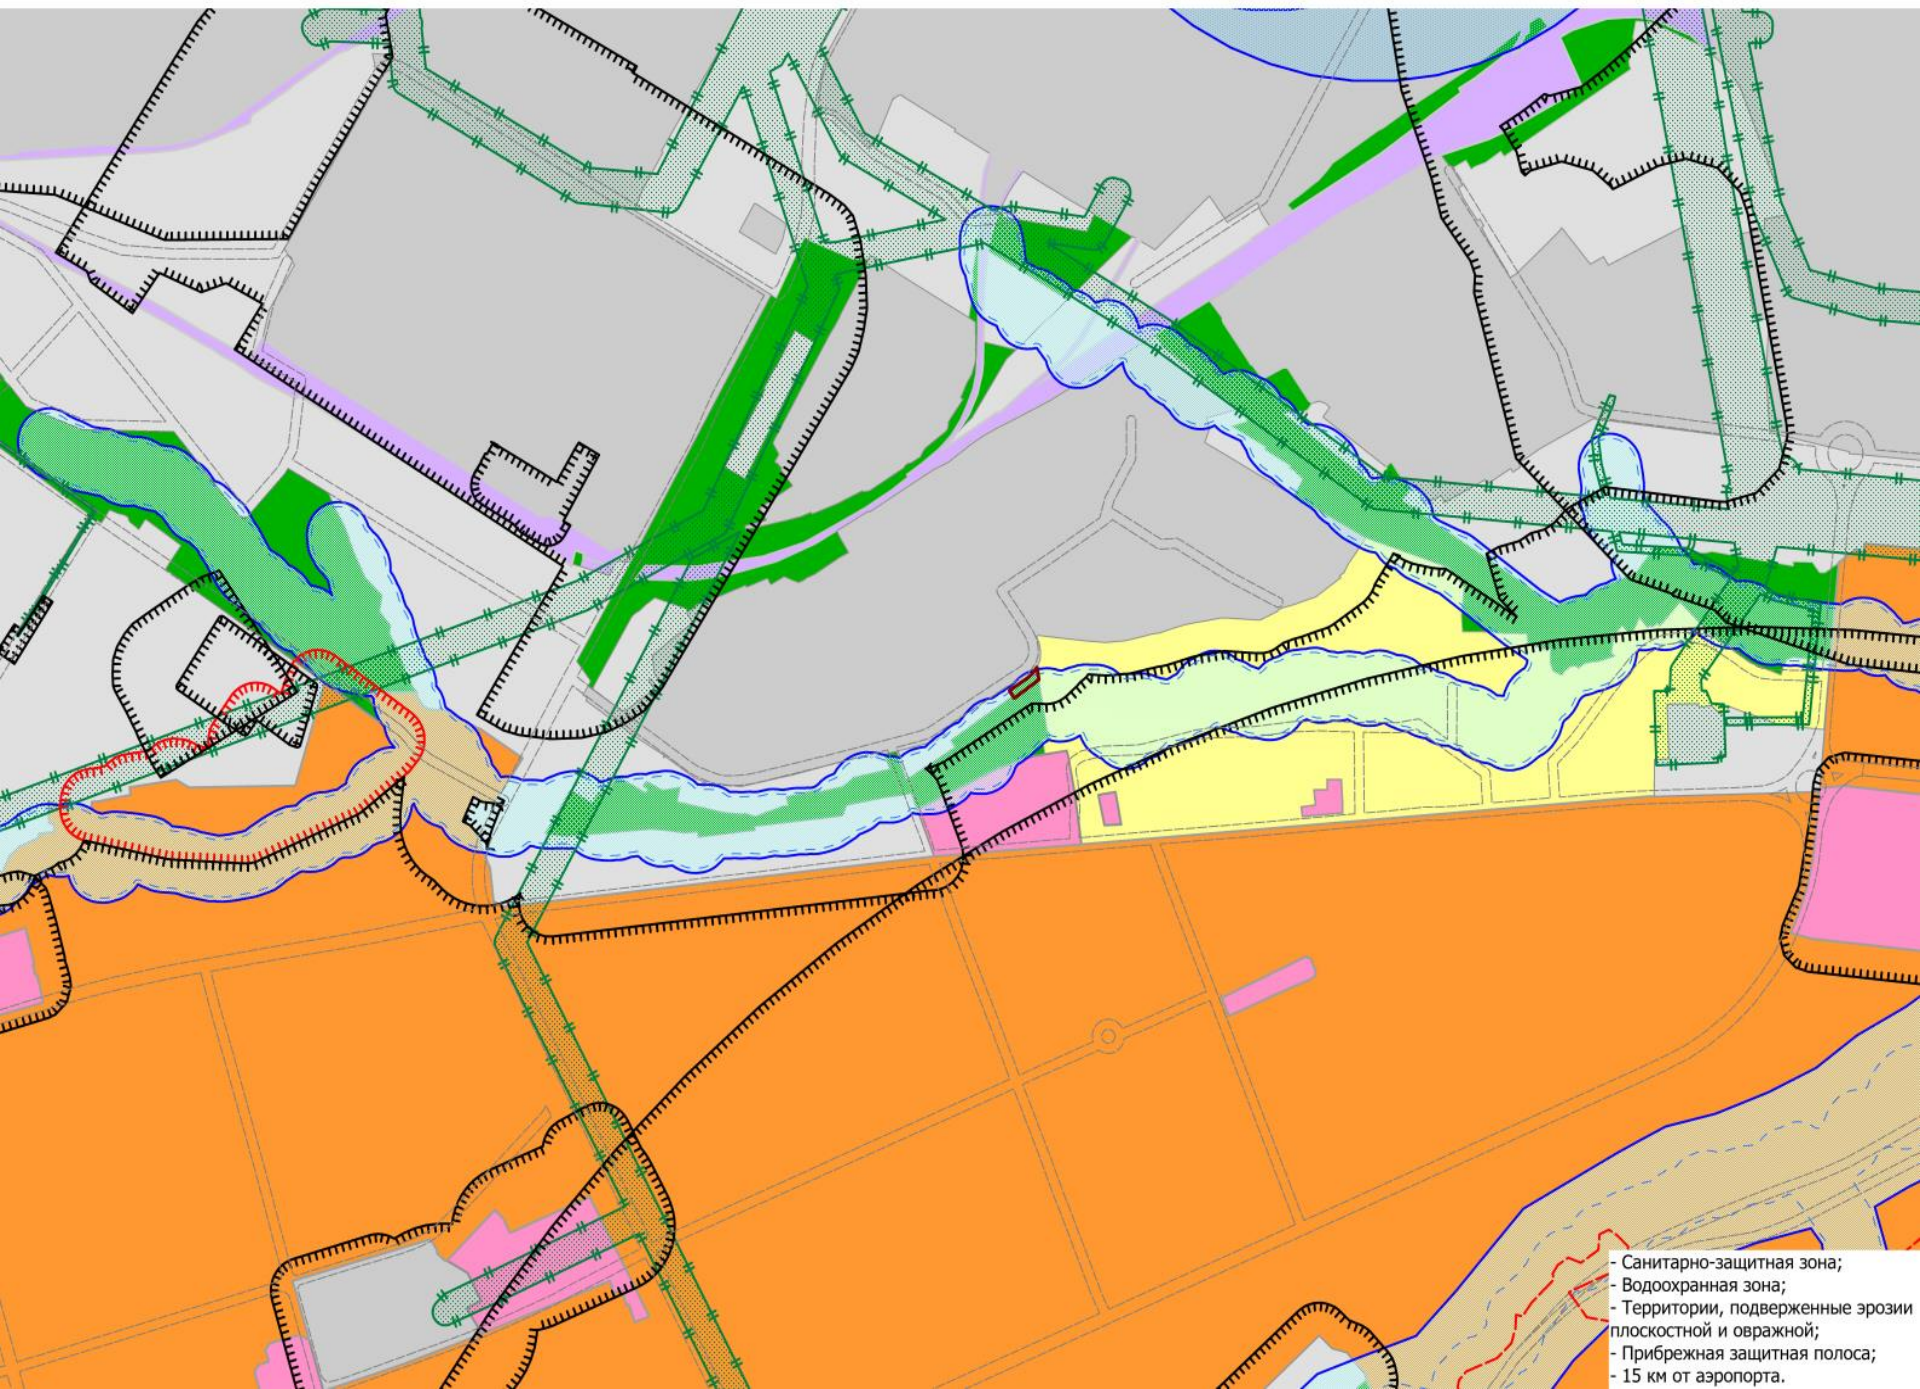 - Санитарно-защитная зона;
- Водоохранная зона;
- Территории, подверженные эрозии
плоскостной и овражной;
- Прибрежная защитная полоса;
- 15 км от аэропорта.